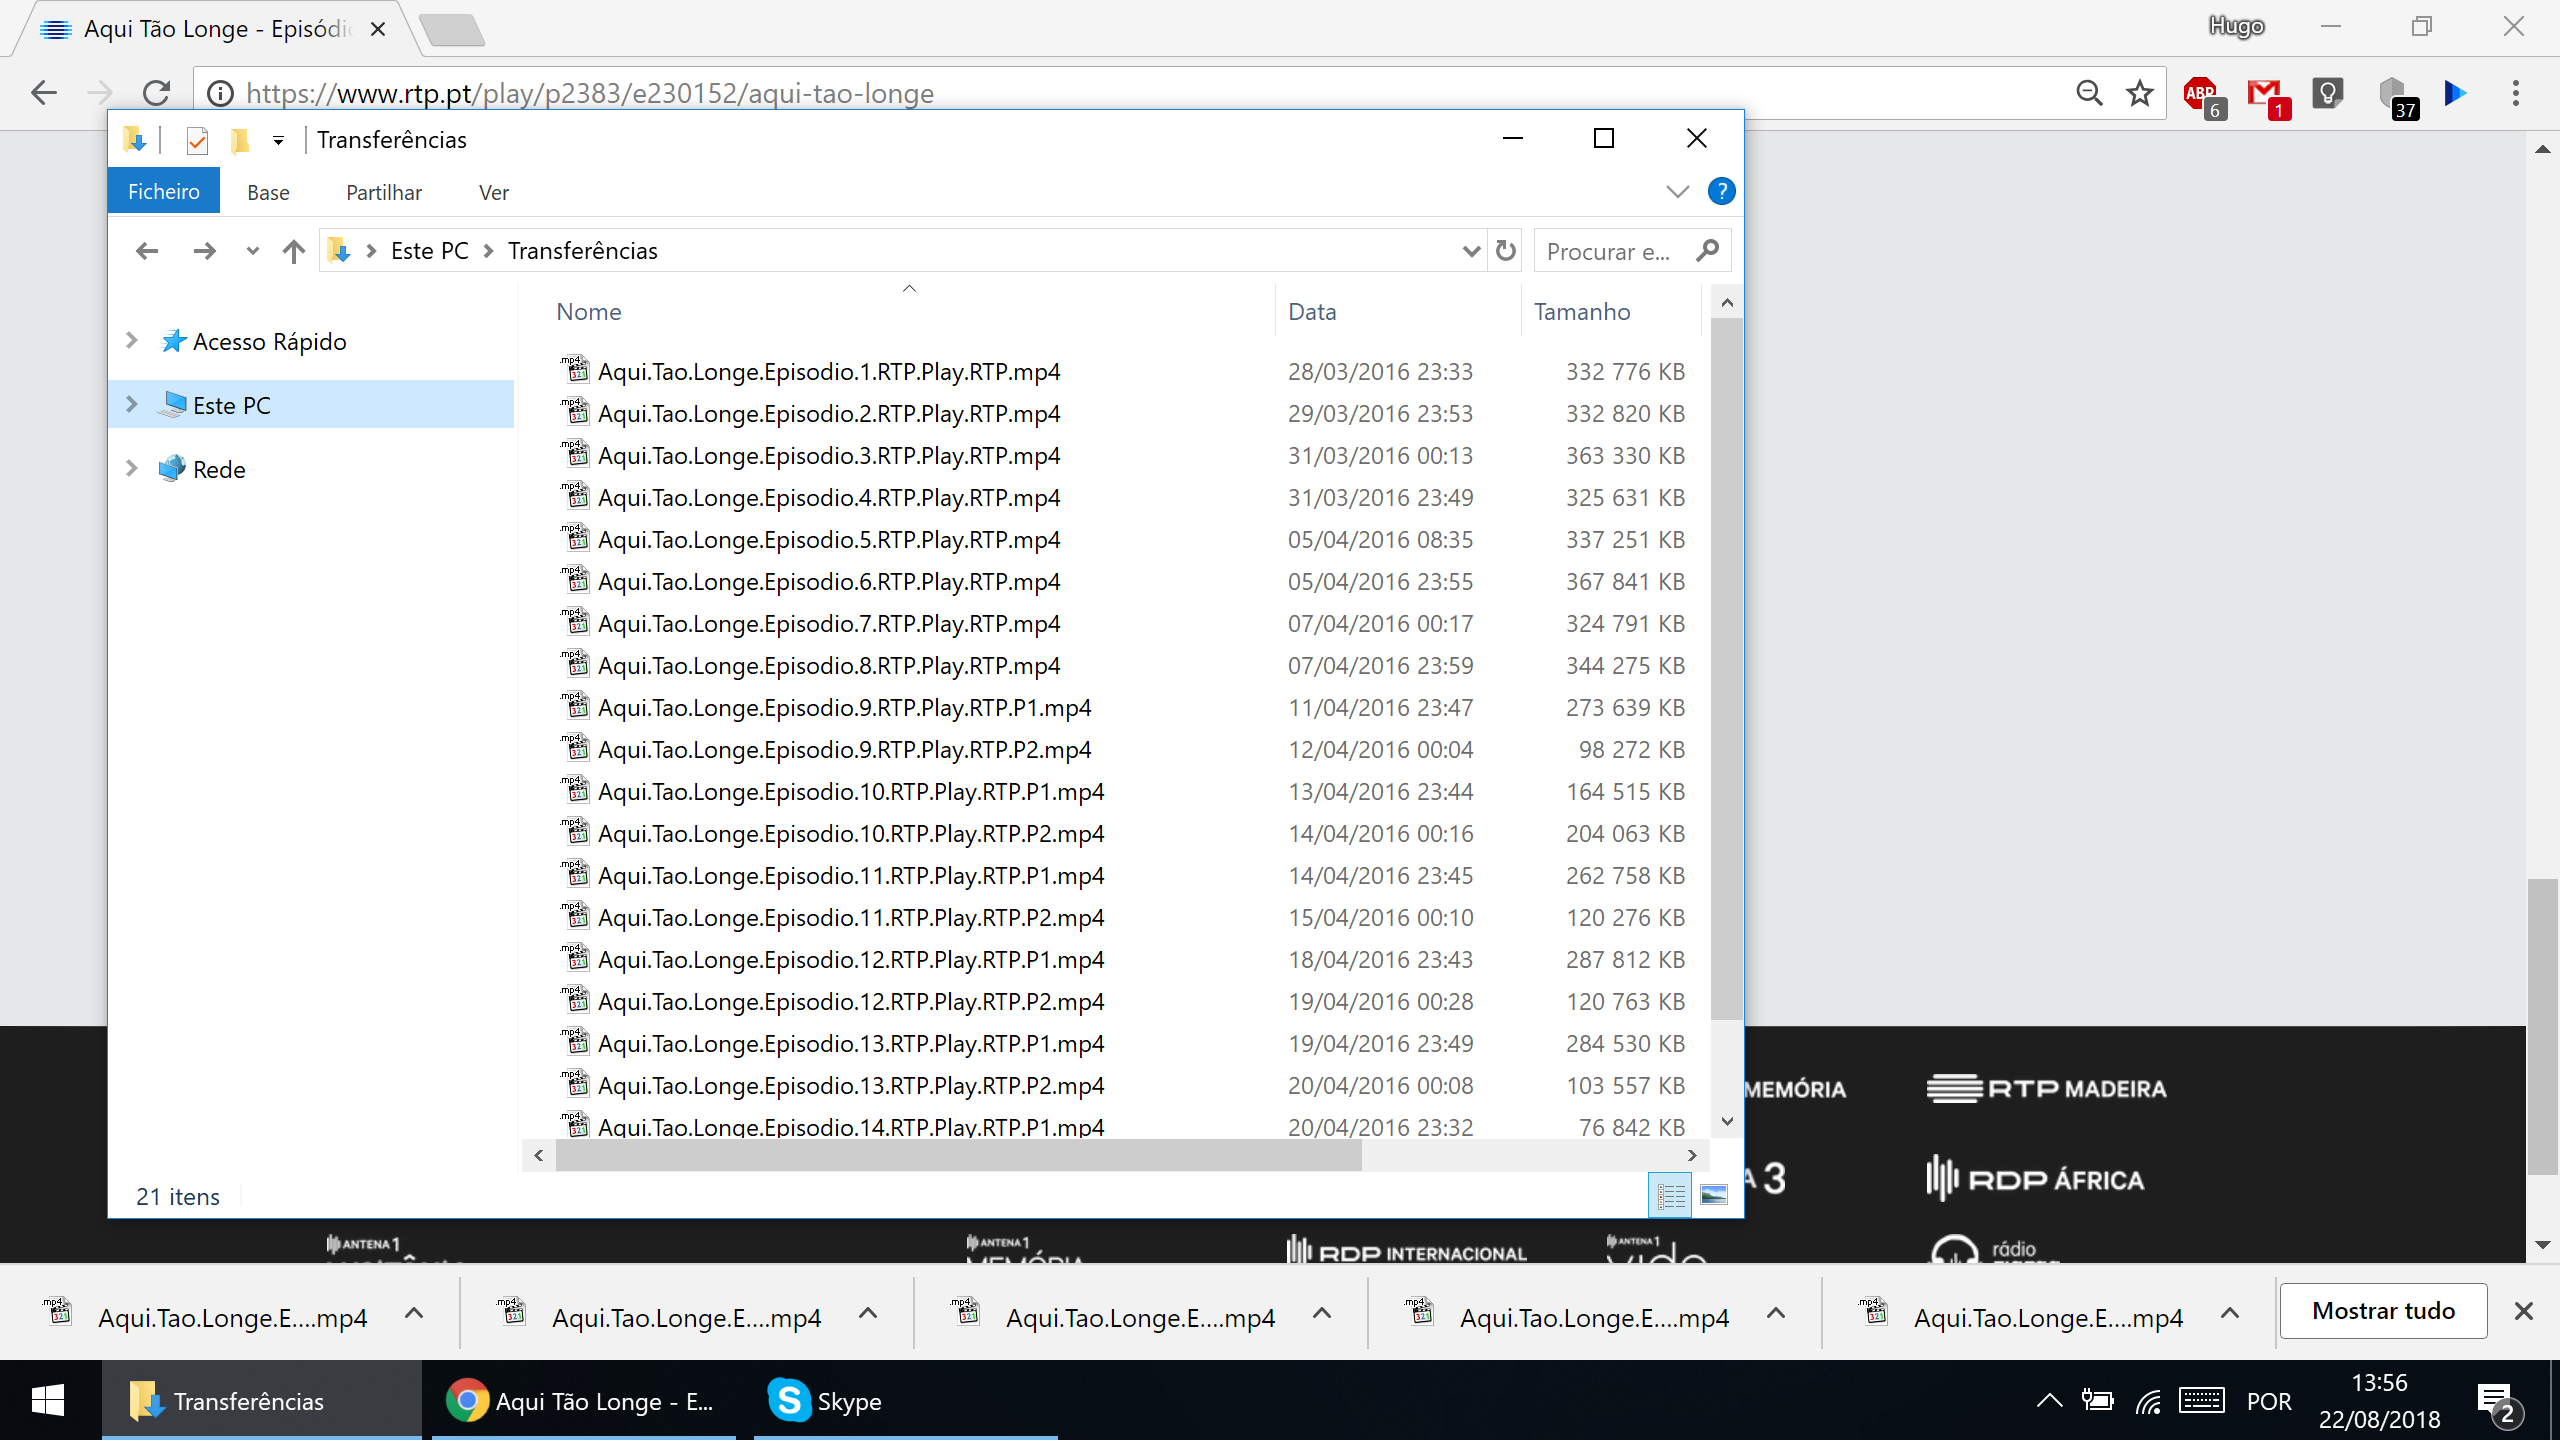 Aqui Tão Longe - Episódi
Hugo
https://www.rtp.pt/play/p2383/e230152/aqui-tao-longe
ABP 6
1
37
Transferências
Ficheiro Base Partilhar Ver
?
Este PC Transferências
Procurar e...
Nome Data Tamanho
Acesso Rápido
Este PC
Rede
Aqui.Tao.Longe.Episodio.1.RTP.Play.RTP.mp4 28/03/2016 23:33 332 776 KB
Aqui.Tao.Longe.Episodio.2.RTP.Play.RTP.mp4 29/03/2016 23:53 332 820 KB
Aqui.Tao.Longe.Episodio.3.RTP.Play.RTP.mp4 31/03/2016 00:13 363 330 KB
Aqui.Tao.Longe.Episodio.4.RTP.Play.RTP.mp4 31/03/2016 23:49 325 631 KB
Aqui.Tao.Longe.Episodio.5.RTP.Play.RTP.mp4 05/04/2016 08:35 337 251 KB
Aqui.Tao.Longe.Episodio.6.RTP.Play.RTP.mp4 05/04/2016 23:55 367 841 KB
Aqui.Tao.Longe.Episodio.7.RTP.Play.RTP.mp4 07/04/2016 00:17 324 791 KB
Aqui.Tao.Longe.Episodio.8.RTP.Play.RTP.mp4 07/04/2016 23:59 344 275 KB
Aqui.Tao.Longe.Episodio.9.RTP.Play.RTP.P1.mp4 11/04/2016 23:47 273 639 KB
Aqui.Tao.Longe.Episodio.9.RTP.Play.RTP.P2.mp4 12/04/2016 00:04 98 272 KB
Aqui.Tao.Longe.Episodio.10.RTP.Play.RTP.P1.mp4 13/04/2016 23:44 164 515 KB
Aqui.Tao.Longe.Episodio.10.RTP.Play.RTP.P2.mp4 14/04/2016 00:16 204 063 KB
Aqui.Tao.Longe.Episodio.11.RTP.Play.RTP.P1.mp4 14/04/2016 23:45 262 758 KB
Aqui.Tao.Longe.Episodio.11.RTP.Play.RTP.P2.mp4 15/04/2016 00:10 120 276 KB
Aqui.Tao.Longe.Episodio.12.RTP.Play.RTP.P1.mp4 18/04/2016 23:43 287 812 KB
Aqui.Tao.Longe.Episodio.12.RTP.Play.RTP.P2.mp4 19/04/2016 00:28 120 763 KB
Aqui.Tao.Longe.Episodio.13.RTP.Play.RTP.P1.mp4 19/04/2016 23:49 284 530 KB
Aqui.Tao.Longe.Episodio.13.RTP.Play.RTP.P2.mp4 20/04/2016 00:08 103 557 KB
Aqui.Tao.Longe.Episodio.14.RTP.Play.RTP.P1.mp4 20/04/2016 23:32 76 842 KB
21 itens
MEMÓRIA RTP MADEIRA
A 3 RDP ÁFRICA
ANTENA 1 ANTENA 1 MEMÓRIA RDP INTERNACIONAL ANTENA 1 vida rádio
Aqui.Tao.Longe.E....mp4 Aqui.Tao.Longe.E....mp4 Aqui.Tao.Longe.E....mp4 Aqui.Tao.Longe.E....mp4 Aqui.Tao.Longe.E....mp4 Mostrar tudo
Transferências Aqui Tão Longe - E... Skype POR 13:56
22/08/2018
2